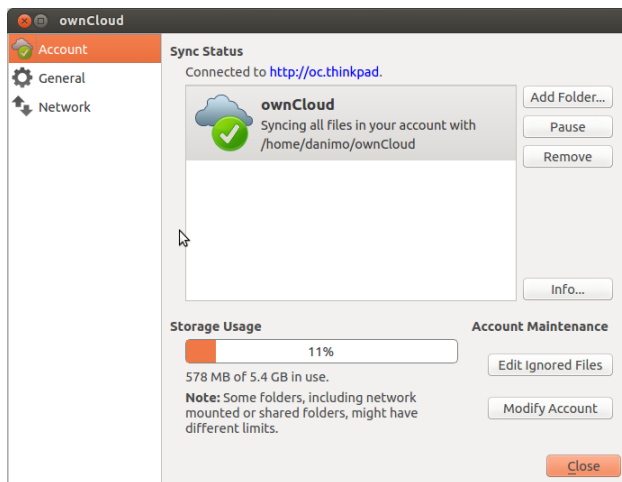 ownCloud
Account
General
Network
Sync Status
Connected to http://oc.thinkpad.
ownCloud
Syncing all files in your account with
/home/danimo/ownCloud
Add Folder...
Pause
Remove
Info...
Storage Usage
11%
578 MB of 5.4 GB in use.
Note: Some folders, including network
mounted or shared folders, might have
different limits.
Account Maintenance
Edit Ignored Files
Modify Account
Close